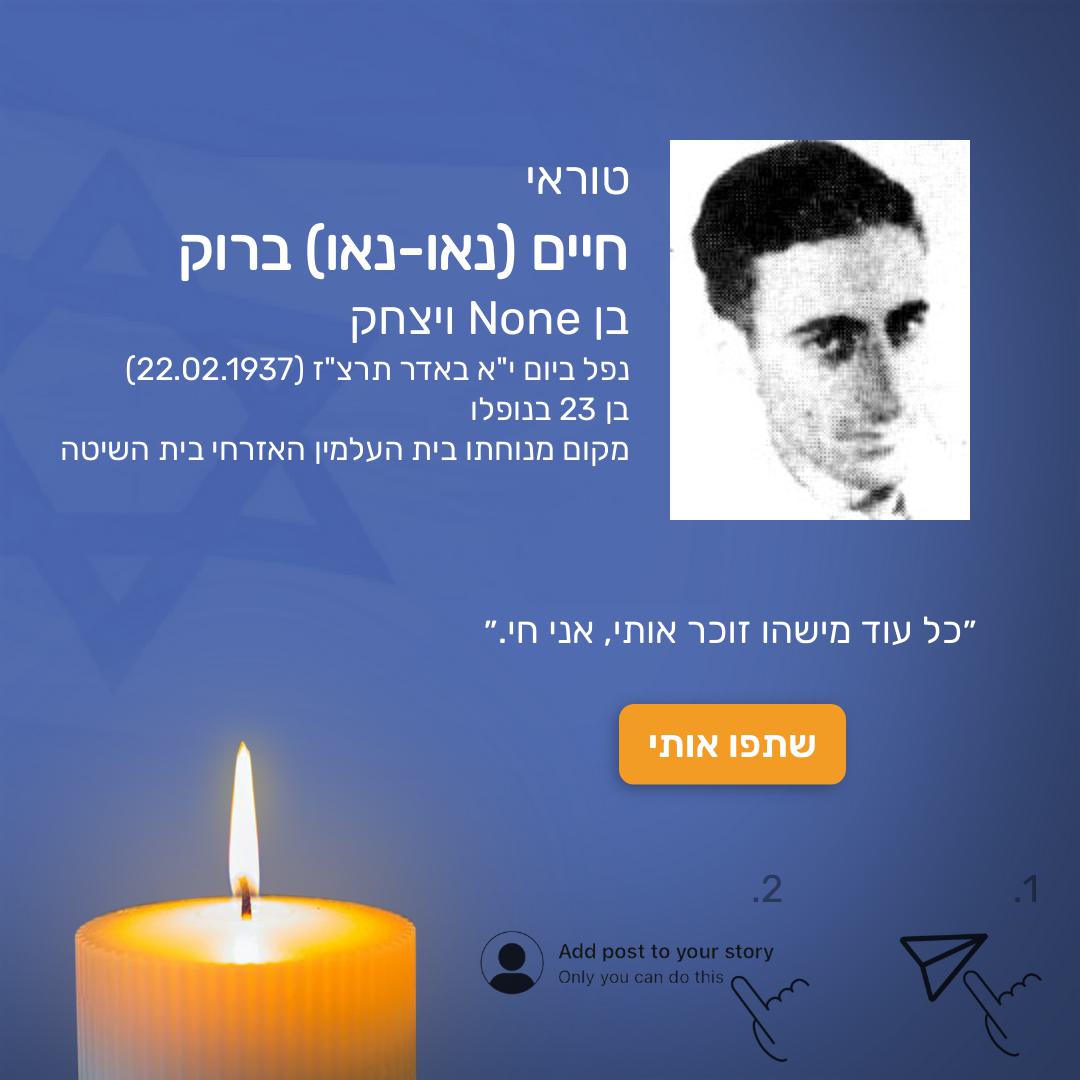 טוראי
חיים (נאו-נאו) ברוק
בן None ויצחק
נפל ביום י"א באדר תרצ"ז (22.02.1937)
בן 23 בנופלו
מקום מנוחתו בית העלמין האזרחי בית השיטה
״כל עוד מישהו זוכר אותי, אני חי.״
שתפו אותי
.1
.2
Add post to your story
Only you can do this